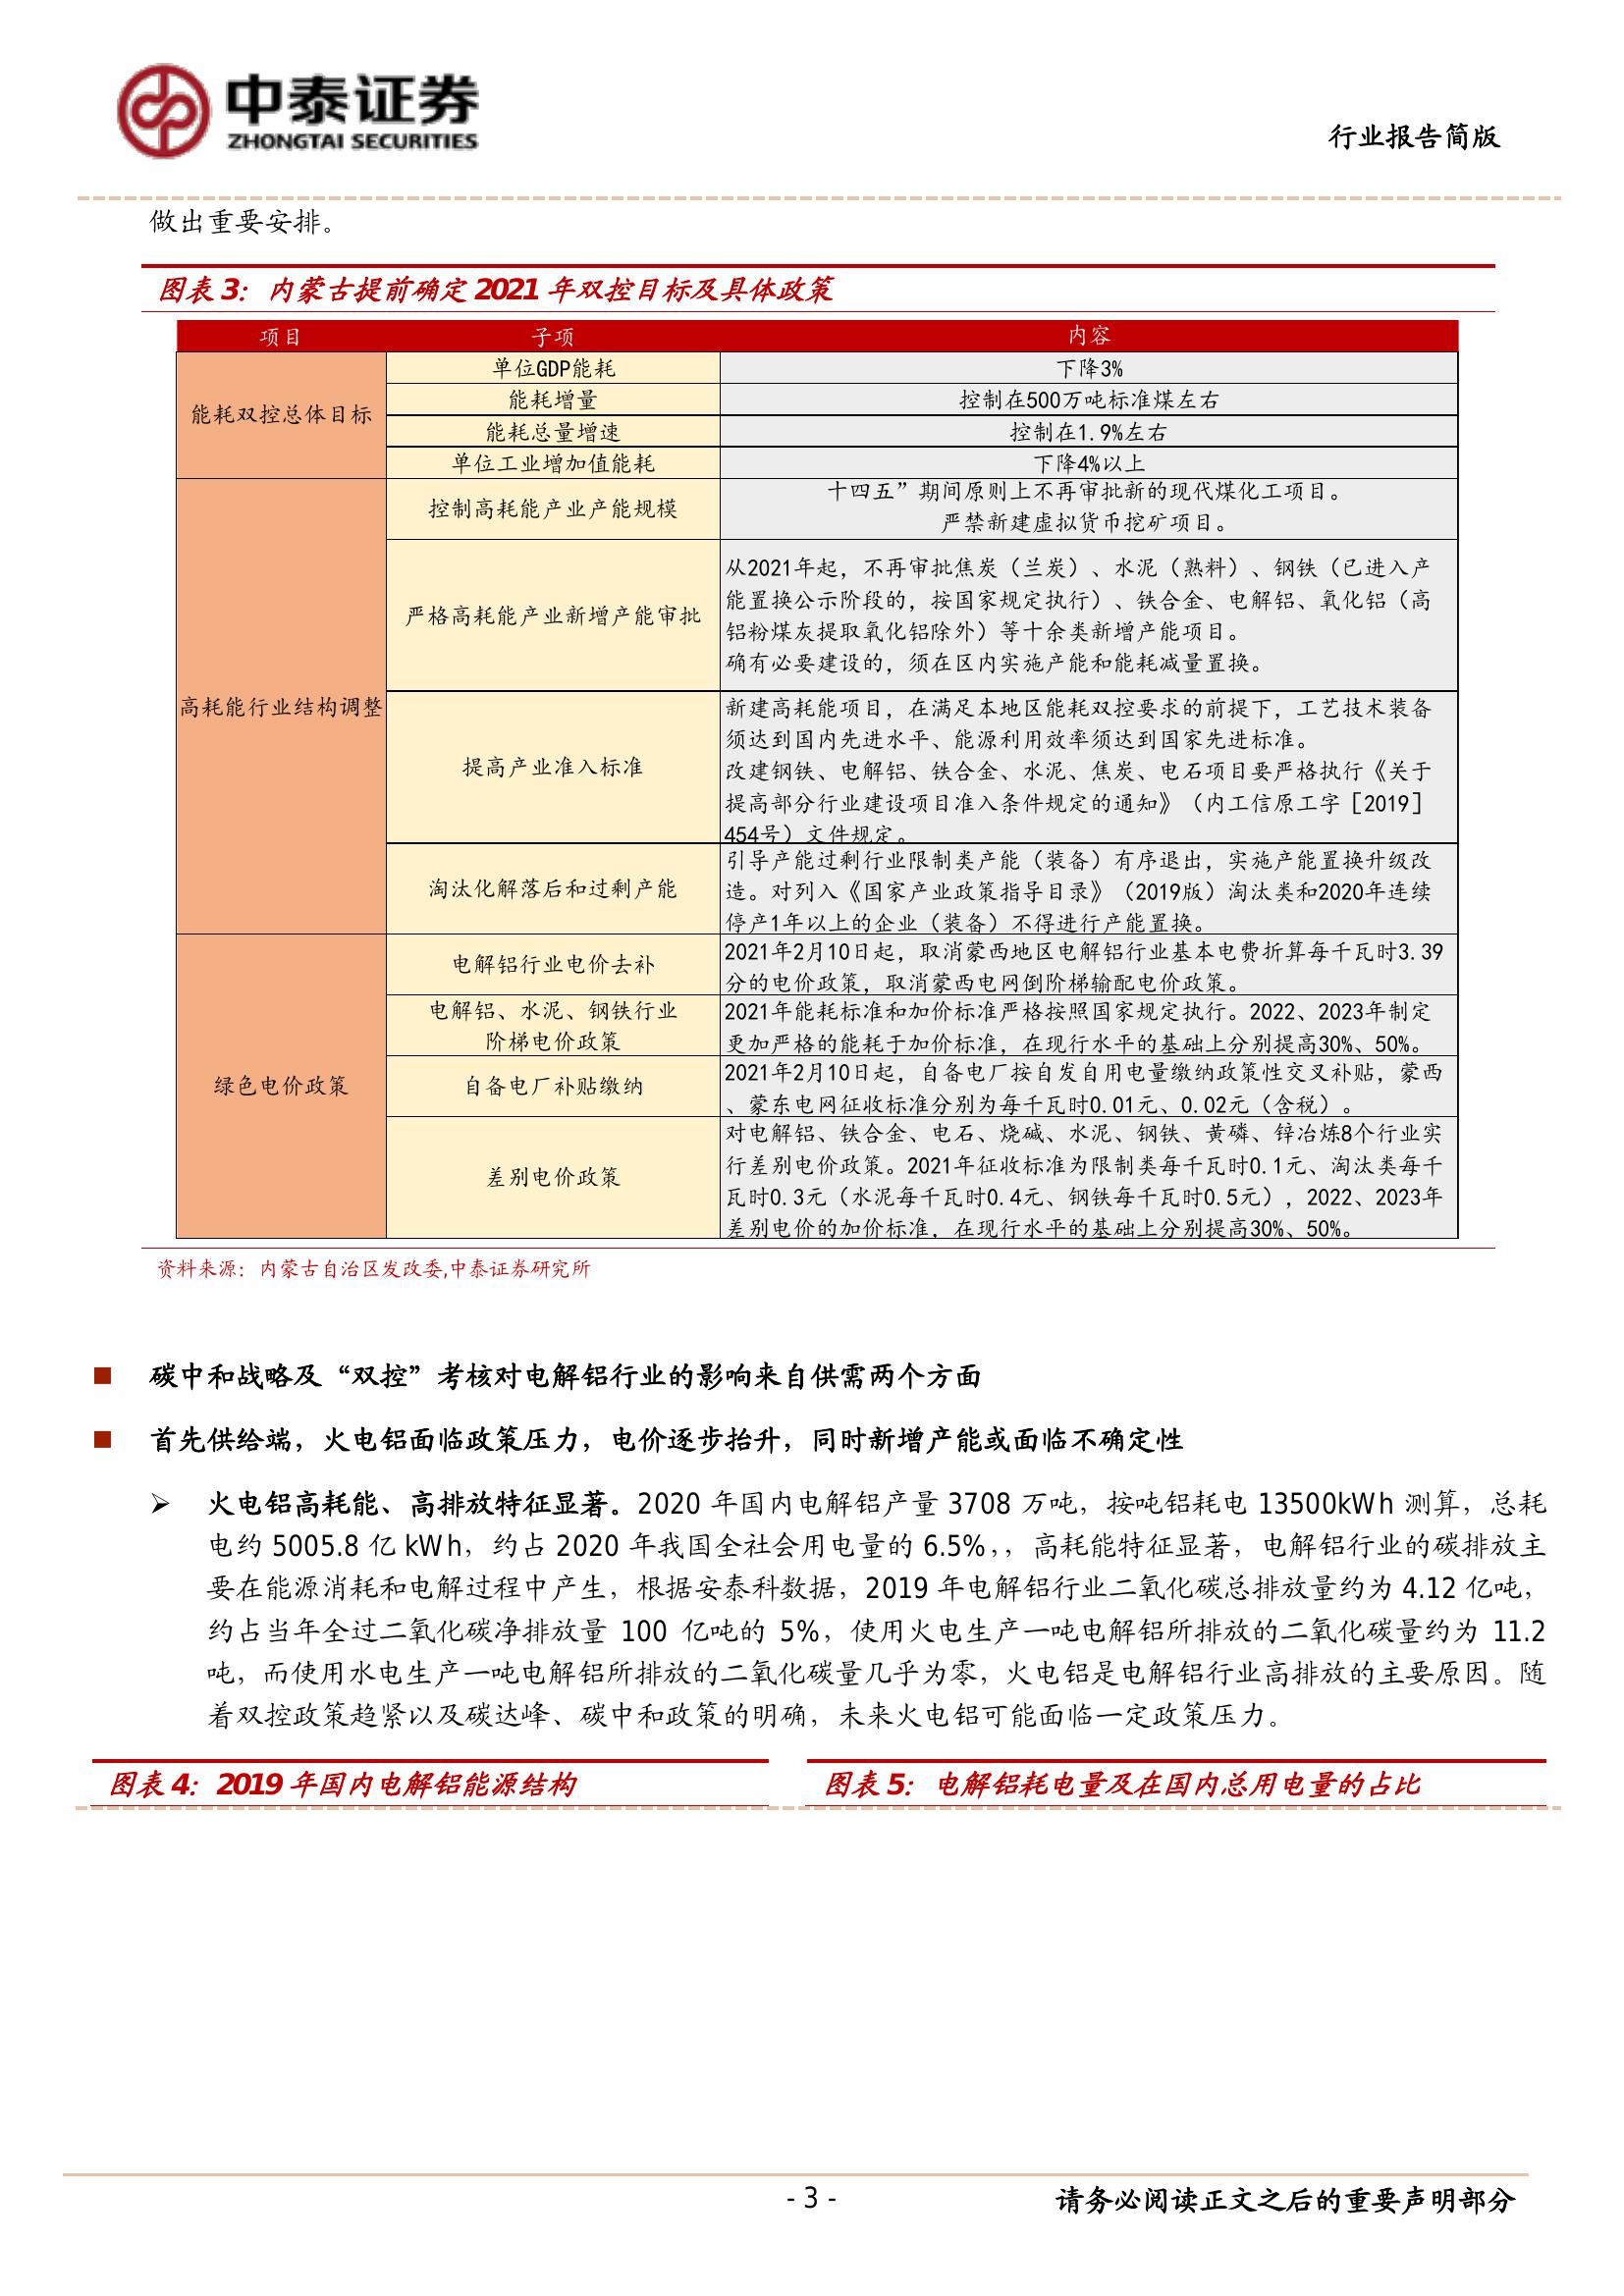 中泰证券
ZHONGTAI SECURITIES
行业报告简版
做出重要安排。
图表 3：内蒙古提前确定 2021 年双控目标及具体政策
项目 子项 内容
能耗双控总体目标
单位GDP能耗 下降3%
能耗增量 控制在500万吨标准煤左右
能耗总量增速 控制在1.9%左右
单位工业增加值能耗 下降4%以上
高耗能行业结构调整
控制高耗能产业产能规模
十四五”期间原则上不再审批新的现代煤化工项目。
严禁新建虚拟货币挖矿项目。
严格高耗能产业新增产能审批
从2021年起，不再审批焦炭（兰炭）、水泥（熟料）、钢铁（已进入产
能置换公示阶段的，按国家规定执行）、铁合金、电解铝、氧化铝（高
铝粉煤灰提取氧化铝除外）等十余类新增产能项目。
确有必要建设的，须在区内实施产能和能耗减量置换。
提高产业准入标准
新建高耗能项目，在满足本地区能耗双控要求的前提下，工艺技术装备
须达到国内先进水平、能源利用效率须达到国家先进标准。
改建钢铁、电解铝、铁合金、水泥、焦炭、电石项目要严格执行《关于
提高部分行业建设项目准入条件规定的通知》（内工信原工字［2019］
454号）文件规定。
淘汰化解落后和过剩产能
引导产能过剩行业限制类产能（装备）有序退出，实施产能置换升级改
造。对列入《国家产业政策指导目录》（2019版）淘汰类和2020年连续
停产1年以上的企业（装备）不得进行产能置换。
绿色电价政策
电解铝行业电价去补
2021年2月10日起，取消蒙西地区电解铝行业基本电费折算每千瓦时3.39
分的电价政策，取消蒙西电网倒阶梯输配电价政策。
电解铝、水泥、钢铁行业
阶梯电价政策
2021年能耗标准和加价标准严格按照国家规定执行。2022、2023年制定
更加严格的能耗于加价标准，在现行水平的基础上分别提高30%、50%。
自备电厂补贴缴纳
2021年2月10日起，自备电厂按自发自用电量缴纳政策性交叉补贴，蒙西
、蒙东电网征收标准分别为每千瓦时0.01元、0.02元（含税）。
差别电价政策
对电解铝、铁合金、电石、烧碱、水泥、钢铁、黄磷、锌冶炼8个行业实
行差别电价政策。2021年征收标准为限制类每千瓦时0.1元、淘汰类每千
瓦时0.3元（水泥每千瓦时0.4元、钢铁每千瓦时0.5元），2022、2023年
差别电价的加价标准，在现行水平的基础上分别提高30%、50%。
资料来源：内蒙古自治区发改委,中泰证券研究所
■ 碳中和战略及“双控”考核对电解铝行业的影响来自供需两个方面
■ 首先供给端，火电铝面临政策压力，电价逐步抬升，同时新增产能或面临不确定性
➢ 火电铝高耗能、高排放特征显著。2020 年国内电解铝产量 3708 万吨，按吨铝耗电 13500kWh 测算，总耗
电约 5005.8 亿 kWh，约占 2020 年我国全社会用电量的 6.5%，，高耗能特征显著，电解铝行业的碳排放主
要在能源消耗和电解过程中产生，根据安泰科数据，2019 年电解铝行业二氧化碳总排放量约为 4.12 亿吨，
约占当年全过二氧化碳净排放量 100 亿吨的 5%，使用火电生产一吨电解铝所排放的二氧化碳量约为 11.2
吨，而使用水电生产一吨电解铝所排放的二氧化碳量几乎为零，火电铝是电解铝行业高排放的主要原因。随
着双控政策趋紧以及碳达峰、碳中和政策的明确，未来火电铝可能面临一定政策压力。
图表 4：2019 年国内电解铝能源结构
图表 5：电解铝耗电量及在国内总用电量的占比
- 3 -
请务必阅读正文之后的重要声明部分